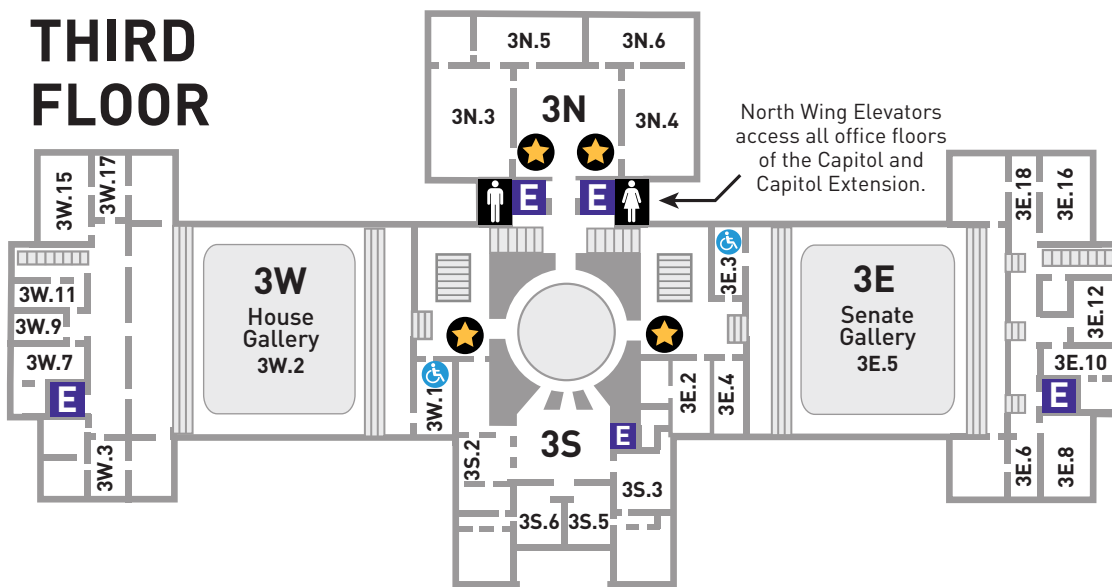 THIRD
FLOOR
3N.5
3N.6
3N.3
3N
3N.4
North Wing Elevators
access all office floors
of the Capitol and
Capitol Extension.
E
E
3W.15
3W.17
3W.11
3W.9
3W.7
E
3W.3
3W
House
Gallery
3W.2
3W.1
3E.3
3E
Senate
Gallery
3E.5
3E.2
3E.4
3E.18
3E.16
3E.12
3E.10
E
3E.6
3E.8
3S
E
3S.2
3S.3
3S.6
3S.5